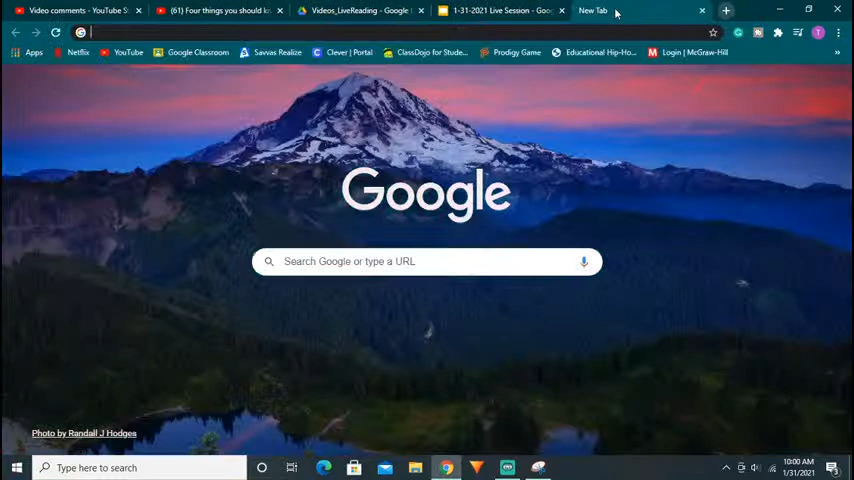 Video comments - YouTube S
(61) Four things you should k
Videos_LiveReading - Google
1-31-2021 Live Session - Goo
New Tab
Apps
Netflix
YouTube
Google Classroom
Savvas Realize
Clever | Portal
ClassDojo for Stude...
Prodigy Game
Educational Hip-Ho...
Login | McGraw-Hill
»
Google
Search Google or type a URL
Photo by Randall J Hodges
Type here to search
10:00 AM
1/31/2021